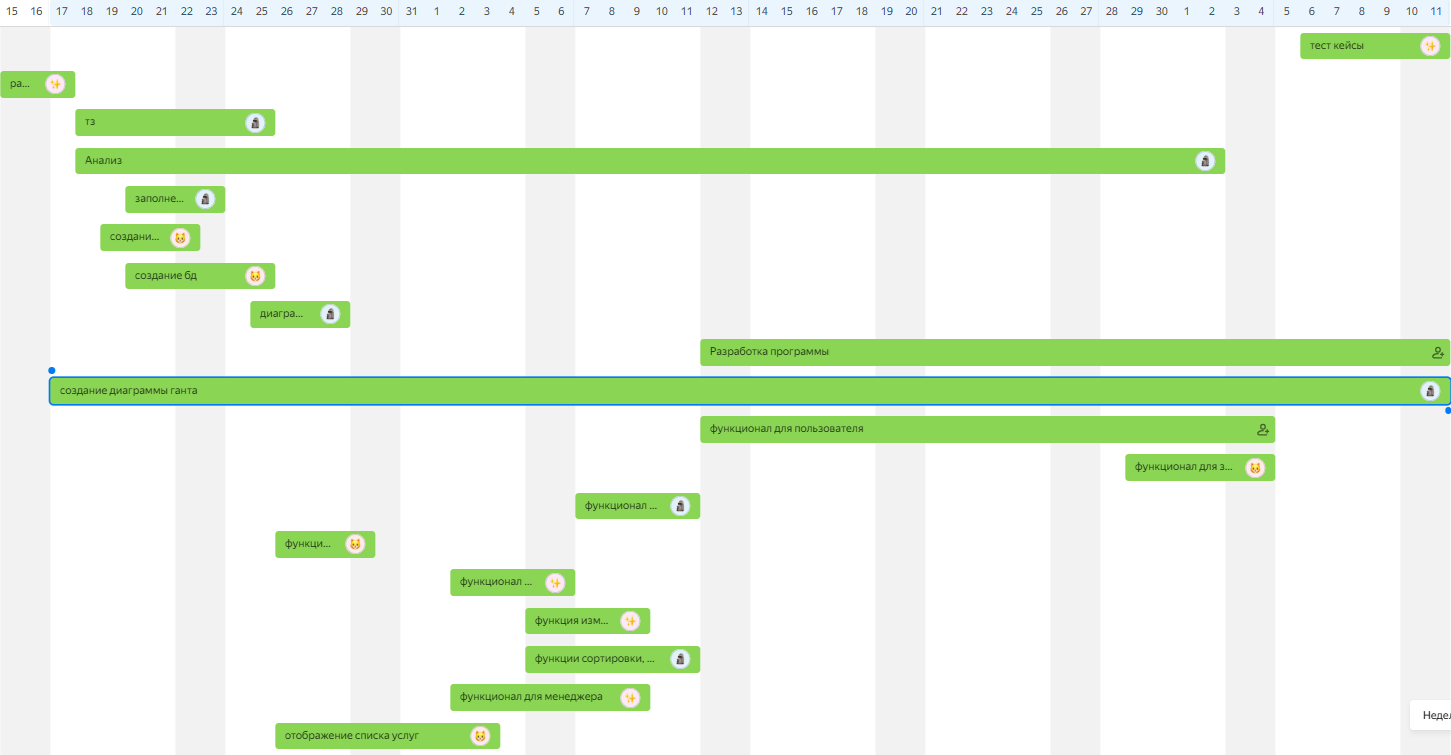 15 16 17 18 19 20 21 22 23 24 25 26 27 28 29 30 31 1 2 3 4 5 6 7 8 9 10 11 12 13 14 15 16 17 18 19 20 21 22 23 24 25 26 27 28 29 30 1 2 3 4 5 6 7 8 9 10 11
тест кейсы
ра...
тз
Анализ
заполне...
создани...
создание бд
диагра...
Разработка программы
создание диаграммы ганта
функционал для пользователя
функционал для з...
функционал ...
функци...
функционал ...
функция изм...
функции сортировки, ...
функционал для менеджера
Недел
отображение списка услуг